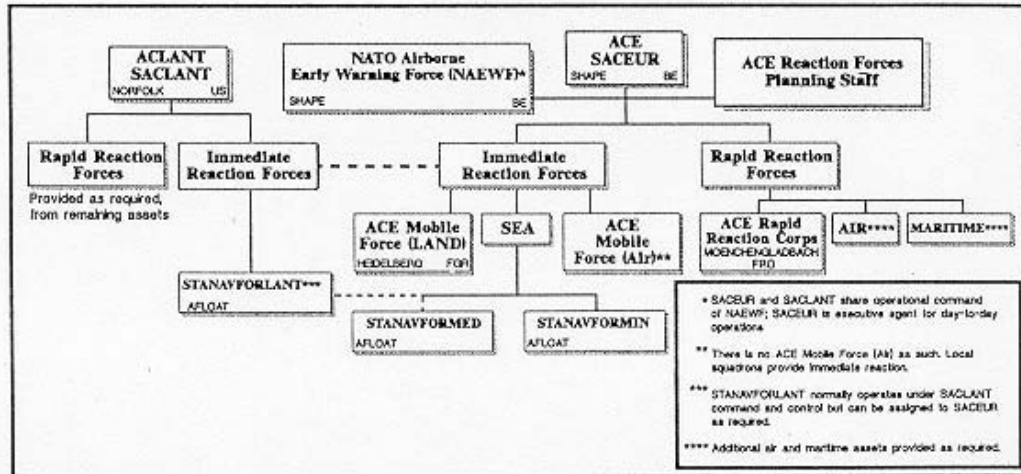 ACLANT
SACLANT
NORFOLK US
NATO Airborne
Early Warning Force (NAEWF)*
SHAPE BE
ACE
SACEUR
SHAPE BE
ACE Reaction Forces
Planning Staff
Rapid Reaction
Forces
Provided as required,
from remaining assets
Immediate
Reaction Forces
Immediate
Reaction Forces
Rapid Reaction
Forces
ACE Mobile
Force (LAND)
HEIDELBERG FGR
SEA
ACE
Mobile
Force (Air)**
ACE Rapid
Reaction Corps
MOENCHENGLADBACH
FRG
AIR****
MARITIME****
STANAVFORLANT***
AFLOAT
STANAVFORMED
AFLOAT
STANAVFORMIN
AFLOAT
* SACEUR and SACLANT share operational command
of NAEWF; SACEUR is executive agent for day-to-day
operations
** There is no ACE Mobile Force (Air) as such. Local
squadrons provide immediate reaction.
*** STANAVFORLANT normally operates under SACLANT
command and control but can be assigned to SACEUR
as required.
**** Additional air and maritime assets provided as required.